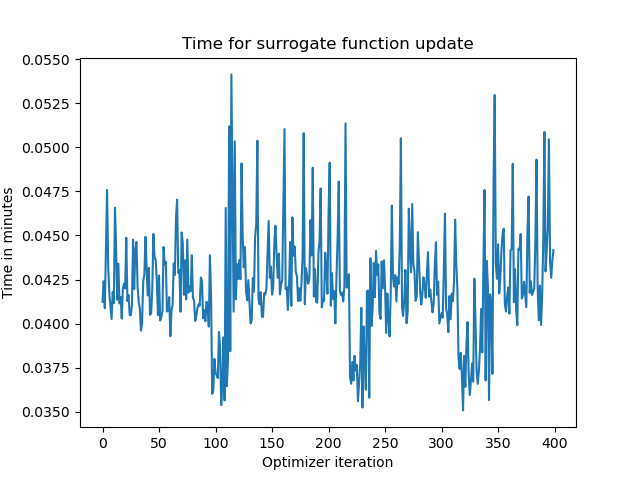 Time for surrogate function update
0.0550
0.0525
0.0500
0.0475
0.0450
0.0425
0.0400
0.0375
0.0350
Time in minutes
0 50 100 150 200 250 300 350 400
Optimizer iteration